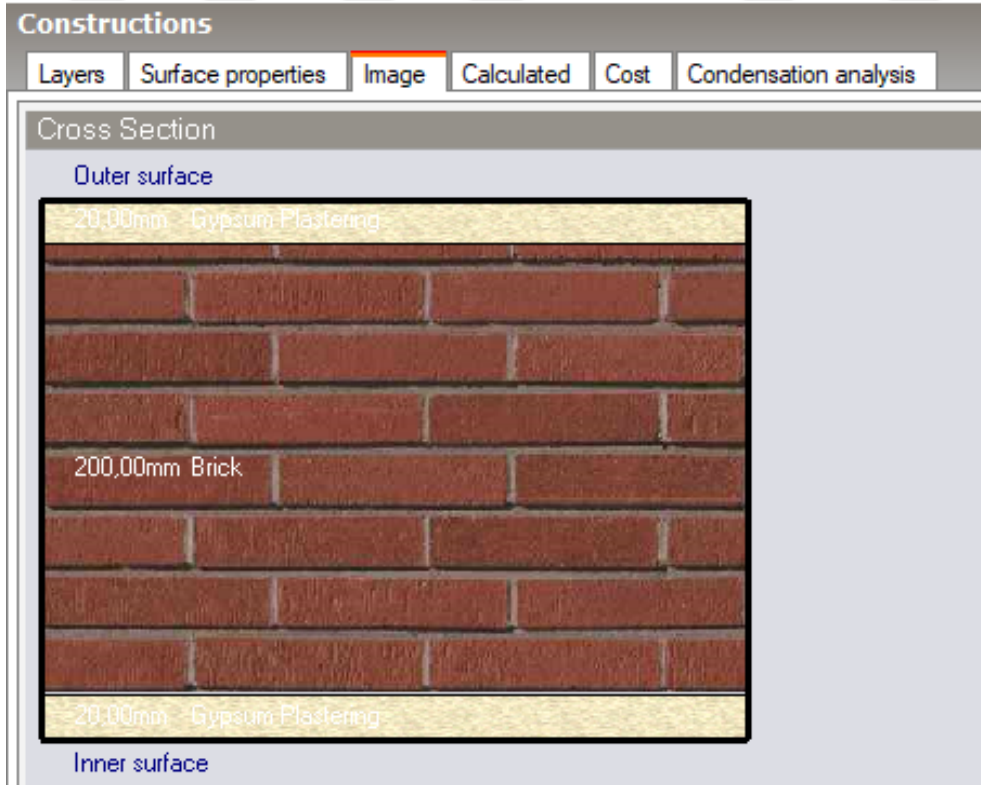 Constructions
Layers Surface properties Image Calculated Cost Condensation analysis
Cross Section
Outer surface
20,00mm Gypsum Plastering
200,00mm Brick
20,00mm Gypsum Plastering
Inner surface